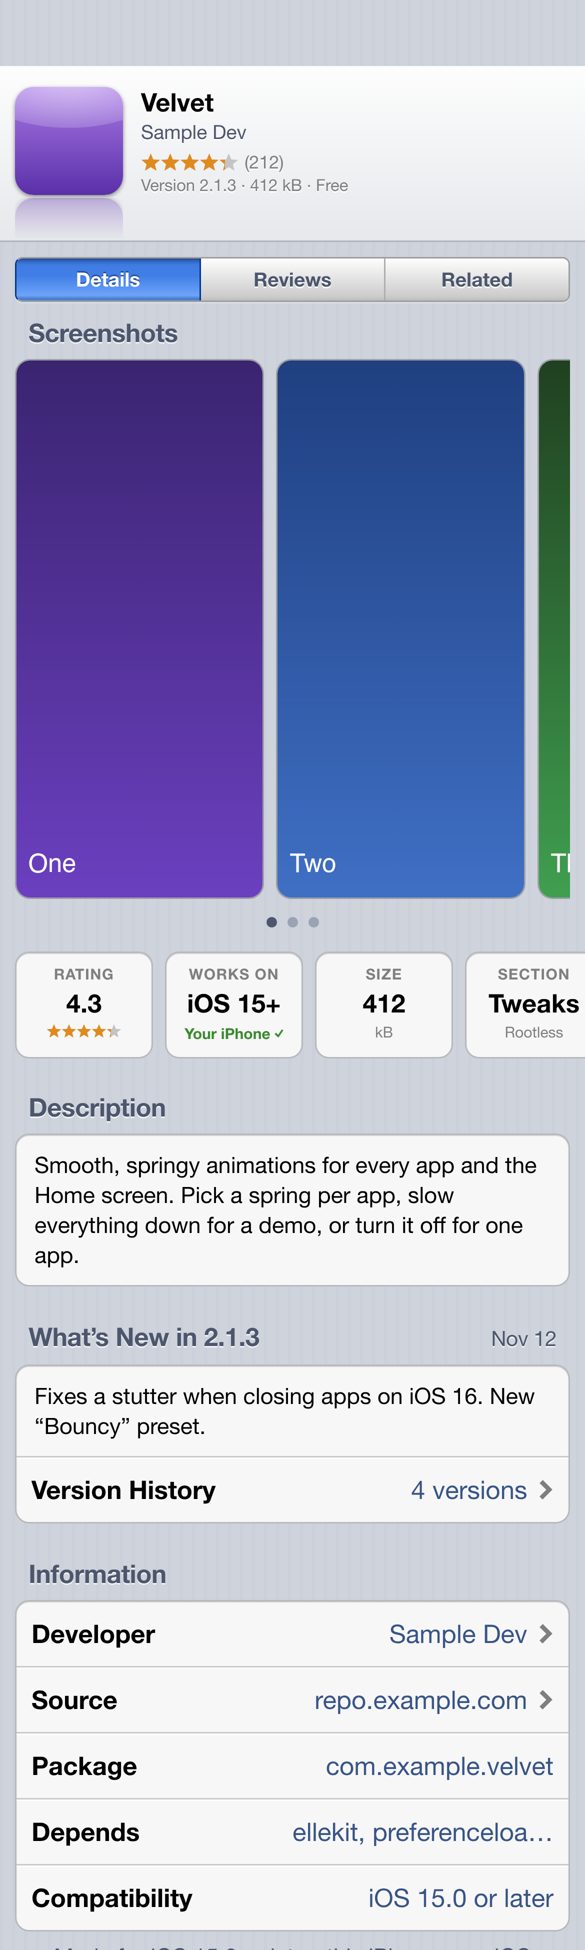 Velvet
Sample Dev
(212)
Version 2.1.3 · 412 kB · Free
Details
Reviews
Related
Screenshots
One
Two
RATING
WORKS ON
SIZE
SECTION
4.3
iOS 15+
412
Tweaks
Your iPhone ✓
kB
Rootless
Description
Smooth, springy animations for every app and the
Home screen. Pick a spring per app, slow
everything down for a demo, or turn it off for one
app.
What’s New in 2.1.3
Nov 12
Fixes a stutter when closing apps on iOS 16. New
“Bouncy” preset.
Version History
4 versions
Information
Developer
Sample Dev
Source
repo.example.com
Package
com.example.velvet
Depends
ellekit, preferenceloa…
Compatibility
iOS 15.0 or later